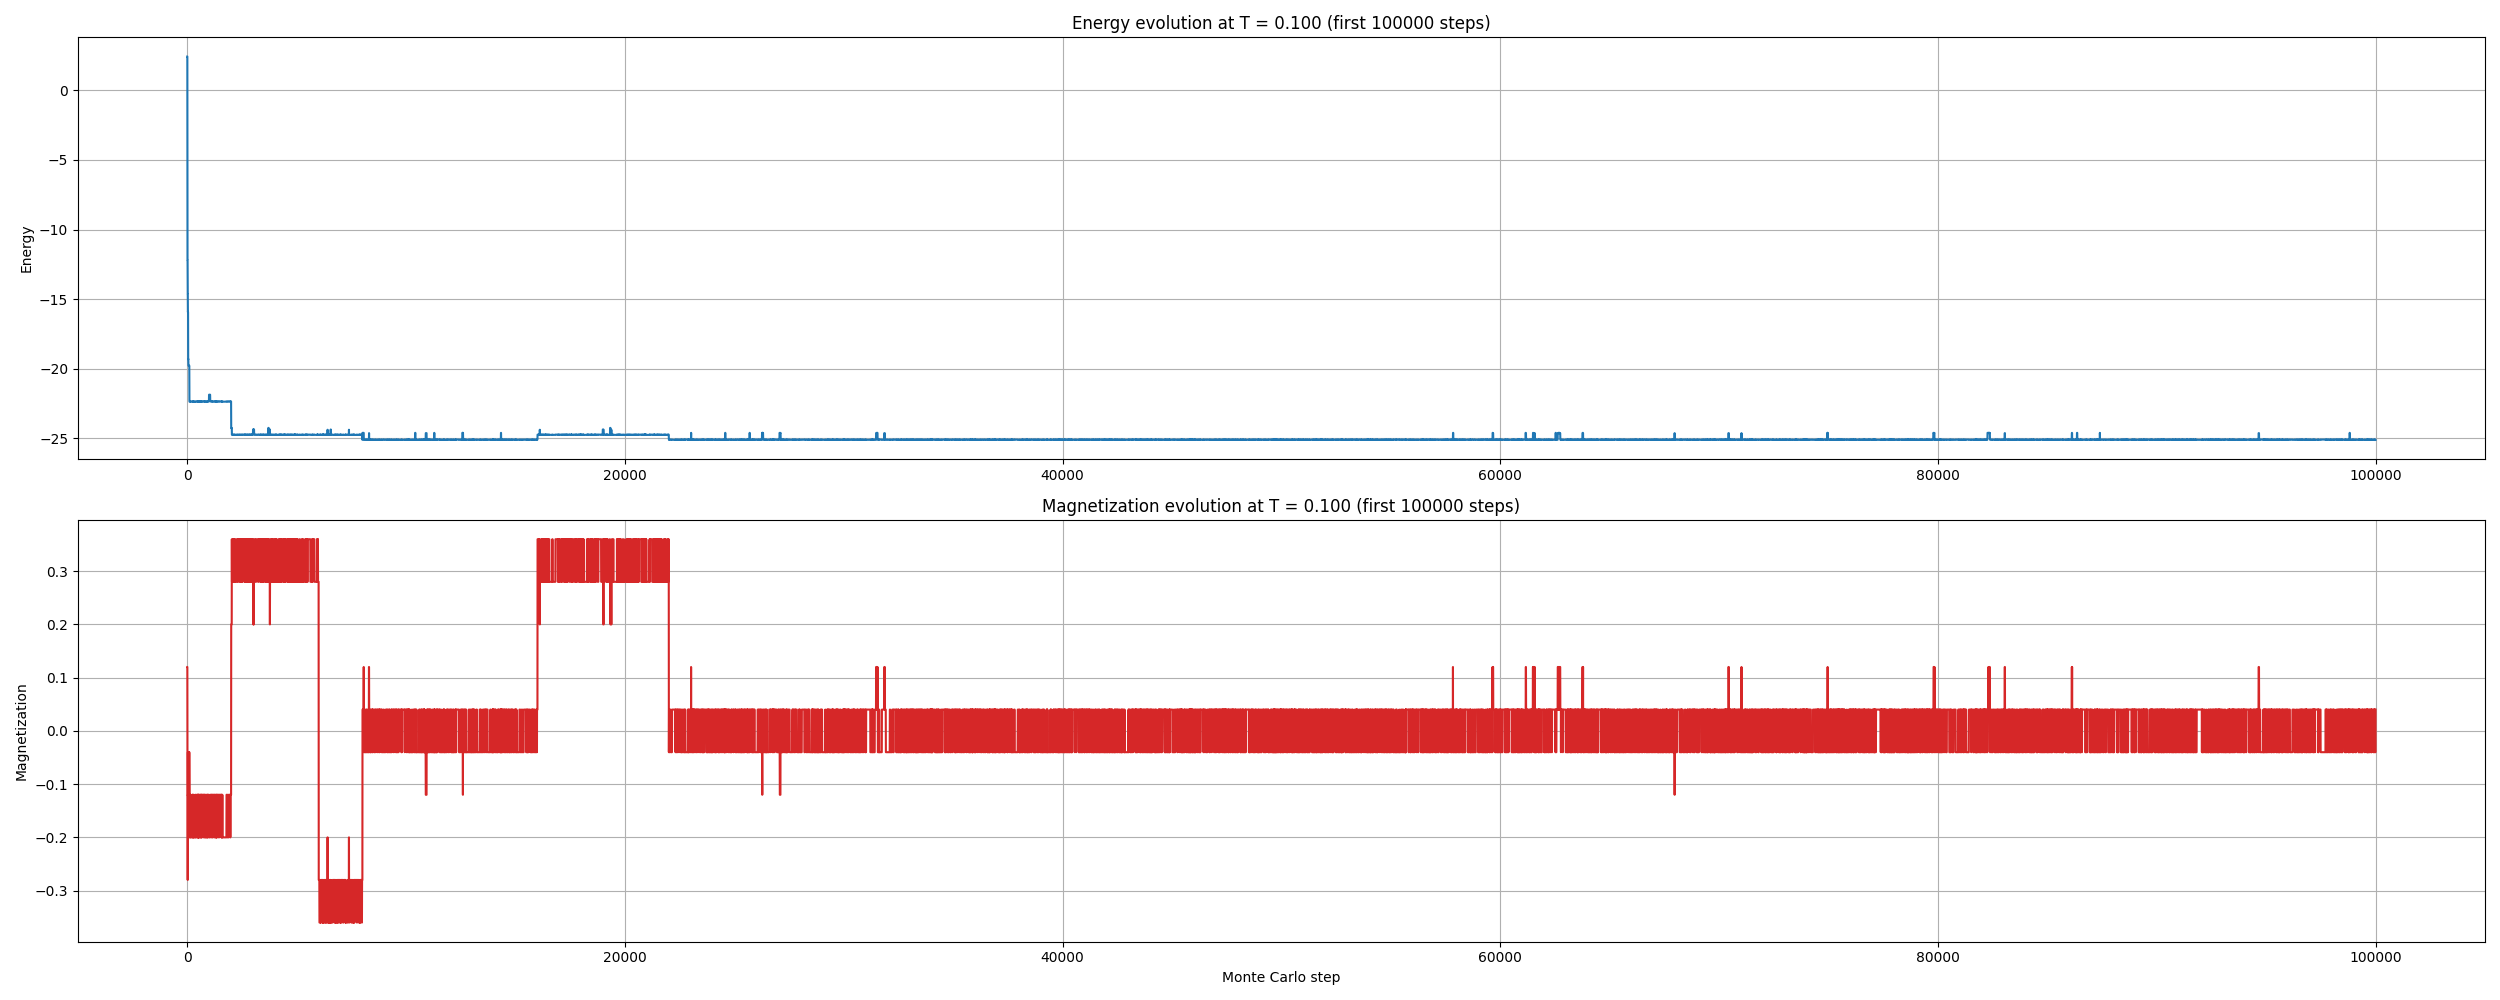 Energy evolution at T = 0.100 (first 100000 steps)
0
−5
−10
−15
−20
−25
Energy
0 20000 40000 60000 80000 100000
Magnetization evolution at T = 0.100 (first 100000 steps)
0.3
0.2
0.1
0.0
−0.1
−0.2
−0.3
Magnetization
0 20000 40000 60000 80000 100000
Monte Carlo step